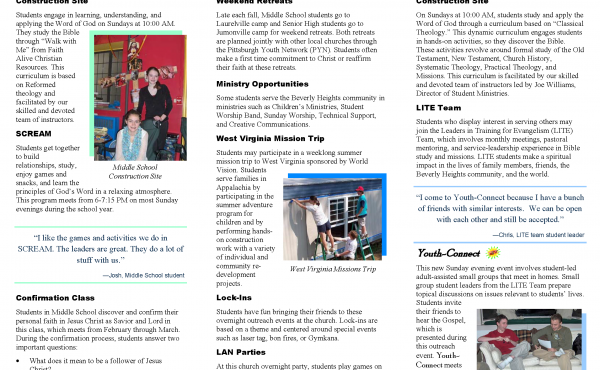 Construction Site
Students engage in learning, understanding, and
applying the Word of God on Sundays at 10:00 AM.
They study the Bible
through “Walk with
Me” from Faith
Alive Christian
Resources. This
curriculum is based
on Reformed
theology and
facilitated by our
skilled and devoted
team of instructors.
SCREAM
Students get together
to build
relationships, study,
enjoy games and
snacks, and learn the
principles of God’s Word in a relaxing atmosphere.
This program meets from 6-7:15 PM on most Sunday
evenings during the school year.
Middle School
Construction Site
“I like the games and activities we do in
SCREAM. The leaders are great. They do a lot of
stuff with us.”
—Josh, Middle School student
Confirmation Class
Students in Middle School discover and confirm their
personal faith in Jesus Christ as Savior and Lord in
this class, which meets from February through March.
During the confirmation process, students answer two
important questions:
• What does it mean to be a follower of Jesus
Christ?
Weekend Retreats
Late each fall, Middle School students go to
Laurelville camp and Senior High students go to
Jumonville camp for weekend retreats. Both retreats
are planned jointly with other local churches through
the Pittsburgh Youth Network (PYN). Students often
make a first time commitment to Christ or reaffirm
their faith at these retreats.
Ministry Opportunities
Some students serve the Beverly Heights community in
ministries such as Children’s Ministries, Student
Worship Band, Sunday Worship, Technical Support,
and Creative Communications.
West Virginia Mission Trip
Students may participate in a weeklong summer
mission trip to West Virginia sponsored by World
Vision. Students
serve families in
Appalachia by
participating in the
summer adventure
program for
children and by
performing hands-
on construction
work with a variety
of individual and
community re-
development
projects.
West Virginia Missions Trip
Lock-Ins
Students have fun bringing their friends to these
overnight outreach events at the church. Lock-ins are
based on a theme and centered around special events
such as laser tag, bon fires, or Gymkana.
LAN Parties
At this church overnight party, students play games on
Construction Site
On Sundays at 10:00 AM, students study and apply the
Word of God through a curriculum based on “Classical
Theology.” This dynamic curriculum engages students
in hands-on activities, so they discover the Bible.
These activities revolve around formal study of the Old
Testament, New Testament, Church History,
Systematic Theology, Practical Theology, and
Missions. This curriculum is facilitated by our skilled
and devoted team of instructors led by Joe Williams,
Director of Student Ministries.
LITE Team
Students who display interest in serving others may
join the Leaders in Training for Evangelism (LITE)
Team, which involves monthly meetings, pastoral
mentoring, and service-leadership experience in Bible
study and missions. LITE students make a spiritual
impact in the lives of family members, friends, the
Beverly Heights community, and the world.
“I come to Youth-Connect because I have a bunch
of friends with similar interests. We can be open
with each other and still be accepted.”
—Chris, LITE team student leader
Youth-Connect
This new Sunday evening event involves student-led
adult-assisted small groups that meet in homes. Small
group student leaders from the LITE Team prepare
topical discussions on issues relevant to students’ lives.
Students invite
their friends to
hear the Gospel,
which is
presented during
this outreach
event. Youth-
Connect meets